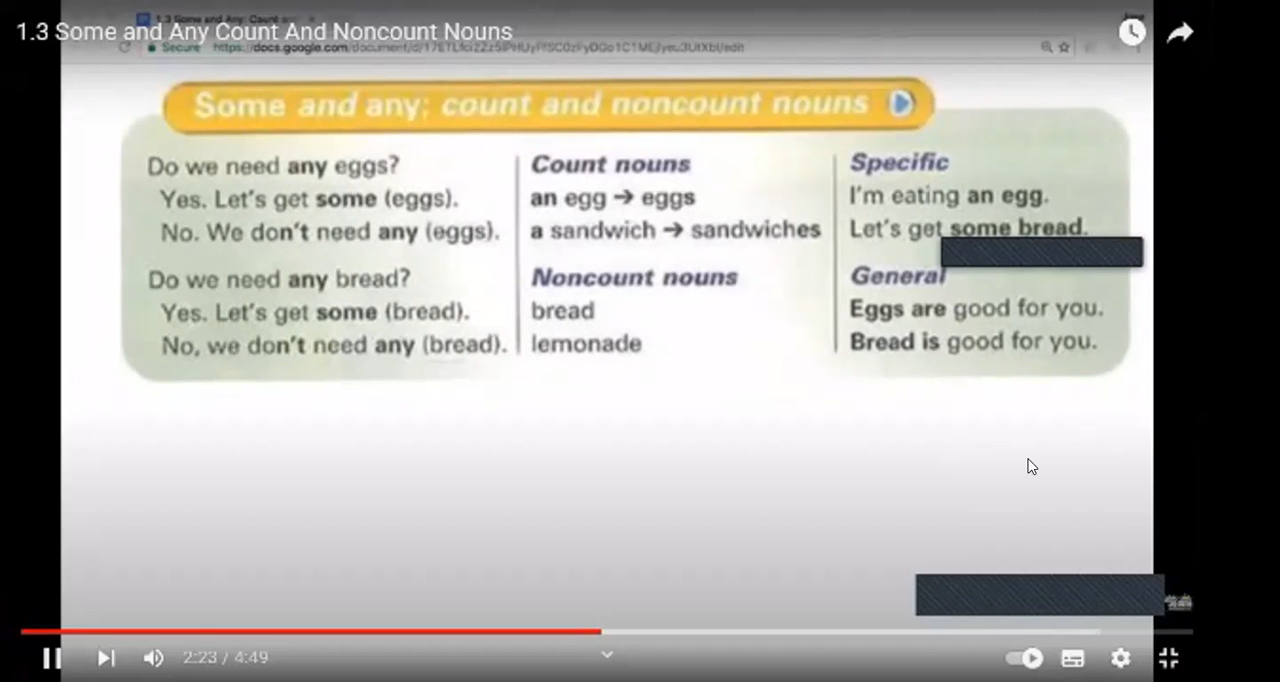 1.3 Some and Any Count And Noncount Nouns
Secure
Some and any; count and noncount nouns
Do we need any eggs?
Yes. Let's get some (eggs).
No. We don't need any (eggs).
Do we need any bread?
Yes. Let's get some (bread).
No, we don't need any (bread).
Count nouns
an egg → eggs
a sandwich → sandwiches
Noncount nouns
bread
lemonade
Specific
I'm eating an egg.
Let's get some bread.
General
Eggs are good for you.
Bread is good for you.
2:23 / 4:49